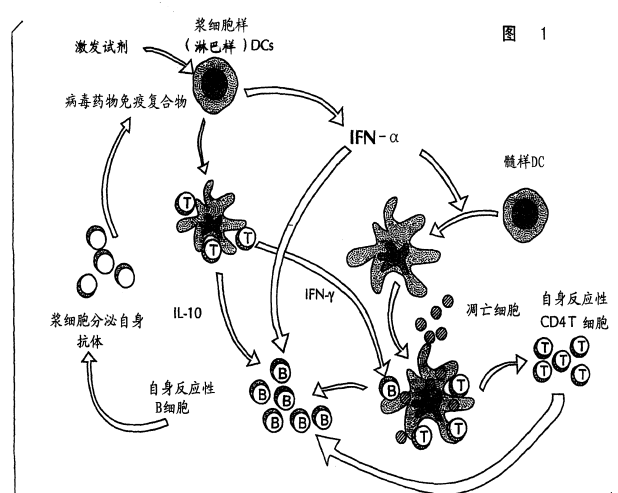 图 1
浆细胞样
（淋巴样）DCs
激发试剂
病毒药物免疫复合物
IFN-α
髓样DC
T
T
T
IFN-γ
IL-10
凋亡细胞
自身反应性
CD4T 细胞
T
T
T
T
T
浆细胞分泌自身
抗体
自身反应性
B细胞
B
B
B
B
B
B
B
T
T
T